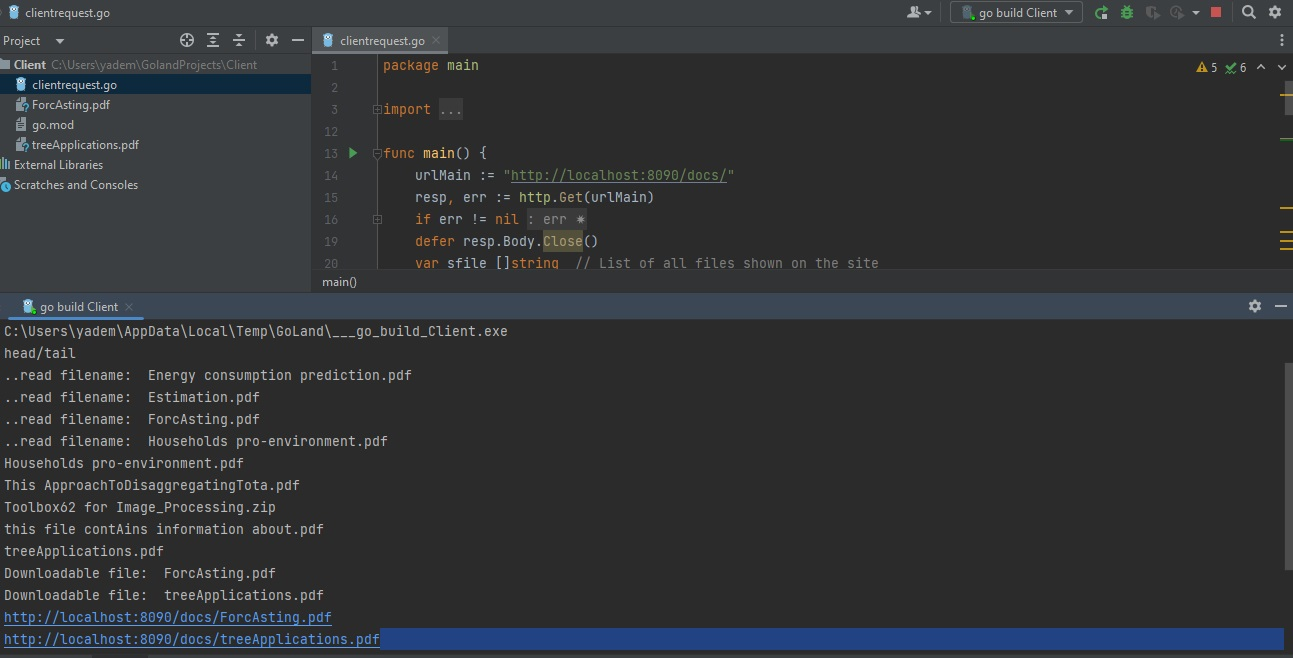 clientrequest.go
go build Client
Project
clientrequest.go
Client C:\Users\yadem\GolandProjects\Client
clientrequest.go
ForcAsting.pdf
go.mod
treeApplications.pdf
External Libraries
Scratches and Consoles
5 6
1 package main
2
3 import ...
12
13 func main() {
14 urlMain := "http://localhost:8090/docs/"
15 resp, err := http.Get(urlMain)
16 if err != nil : err
19 defer resp.Body.Close()
20 var sfile []string // List of all files shown on the site
main()
go build Client
C:\Users\yadem\AppData\Local\Temp\GoLand\___go_build_Client.exe
head/tail
..read filename:  Energy consumption prediction.pdf
..read filename:  Estimation.pdf
..read filename:  ForcAsting.pdf
..read filename:  Households pro-environment.pdf
Households pro-environment.pdf
This ApproachToDisaggregatingTota.pdf
Toolbox62 for Image_Processing.zip
this file contAins information about.pdf
treeApplications.pdf
Downloadable file:  ForcAsting.pdf
Downloadable file:  treeApplications.pdf
http://localhost:8090/docs/ForcAsting.pdf
http://localhost:8090/docs/treeApplications.pdf